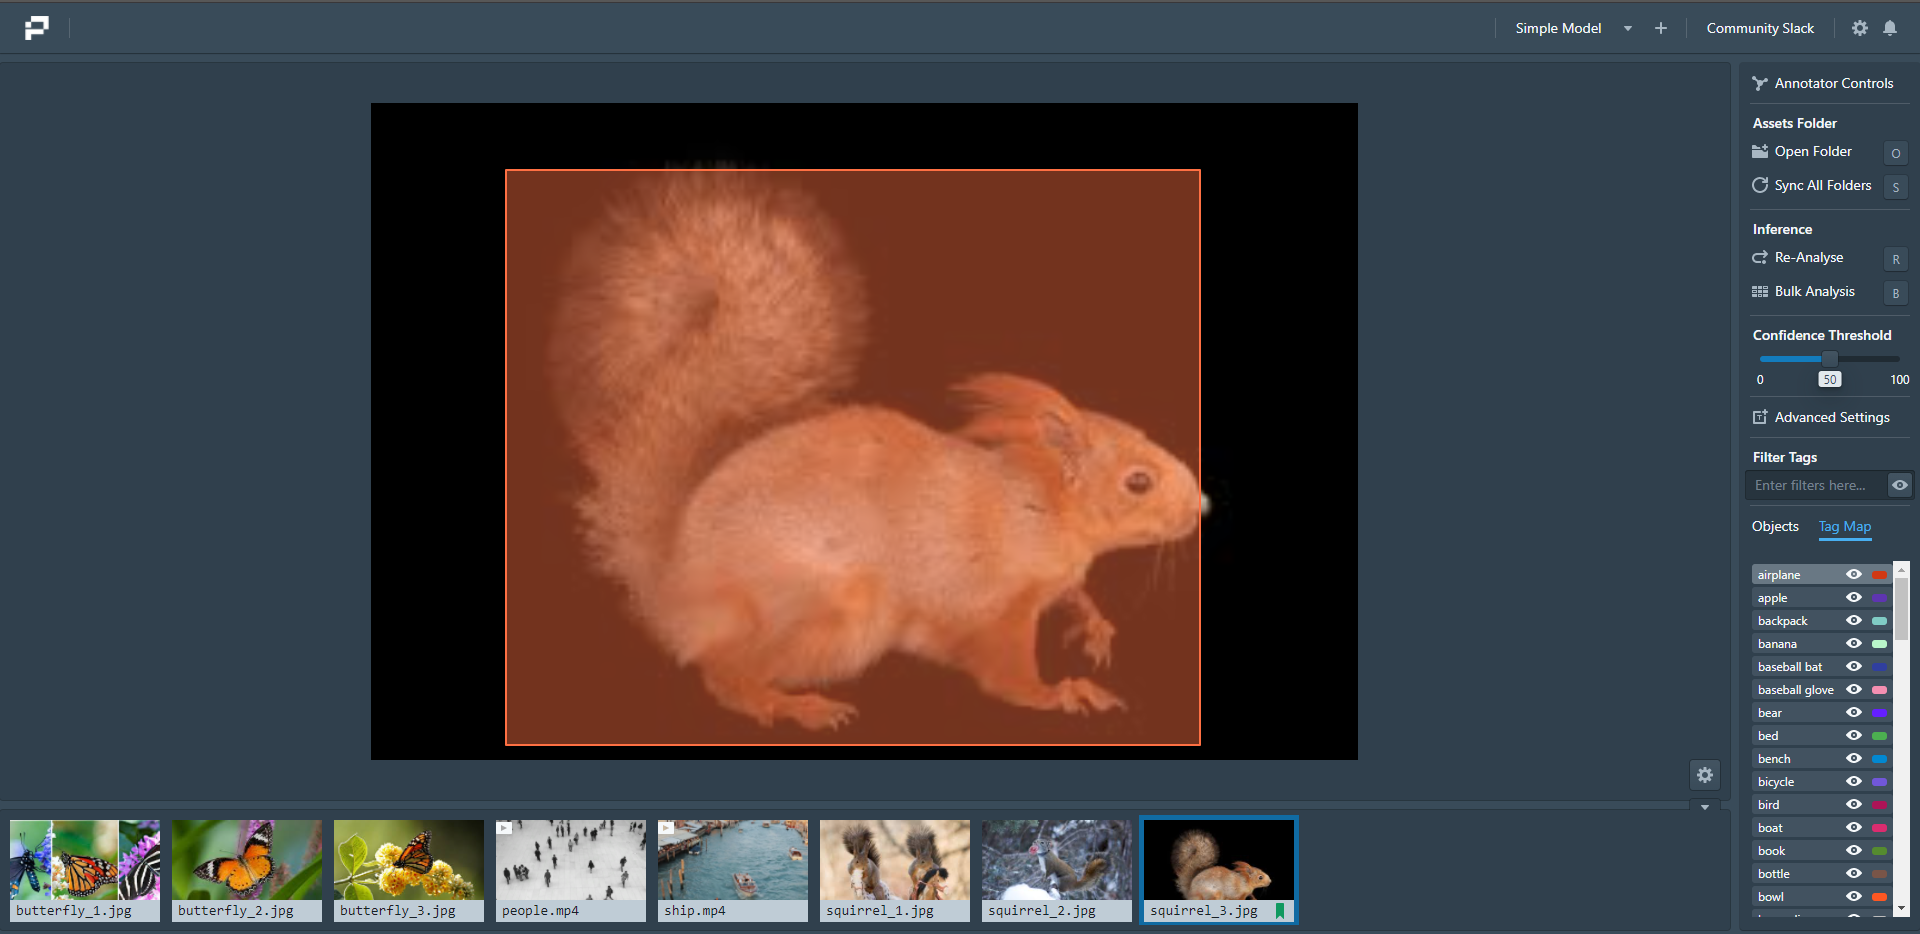 Simple Model
Community Slack
Annotator Controls
Assets Folder
Open Folder O
Sync All Folders S
Inference
Re-Analyse R
Bulk Analysis B
Confidence Threshold
0 50 100
Advanced Settings
Filter Tags
Enter filters here...
Objects Tag Map
airplane
apple
backpack
banana
baseball bat
baseball glove
bear
bed
bench
bicycle
bird
boat
book
bottle
bowl
butterfly_1.jpg
butterfly_2.jpg
butterfly_3.jpg
people.mp4
ship.mp4
squirrel_1.jpg
squirrel_2.jpg
squirrel_3.jpg